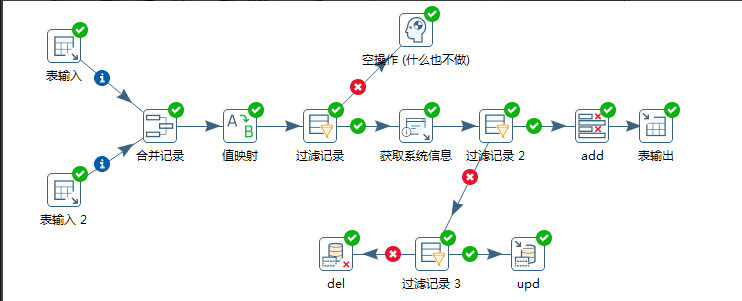 空操作 (什么也不做)
表输入
合并记录
值映射
过滤记录
获取系统信息
过滤记录 2
add
表输出
表输入 2
del
过滤记录 3
upd